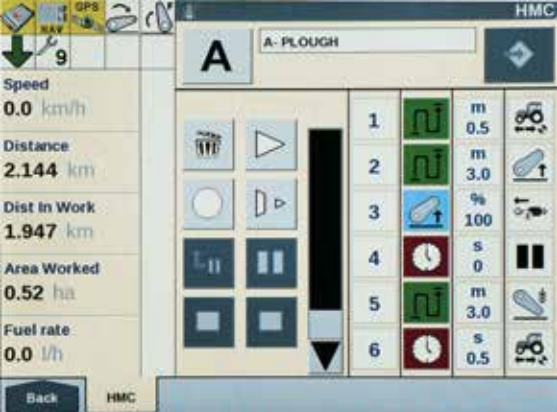 GPS
NAV
9
HMC
A
A- PLOUGH
Speed
0.0 km/h
Distance
2.144 km
Dist In Work
1.947 km
Area Worked
0.52 ha
Fuel rate
0.0 l/h
1
m
0.5
2
m
3.0
3
%
100
4
s
0
5
m
3.0
6
s
0.5
Back
HMC